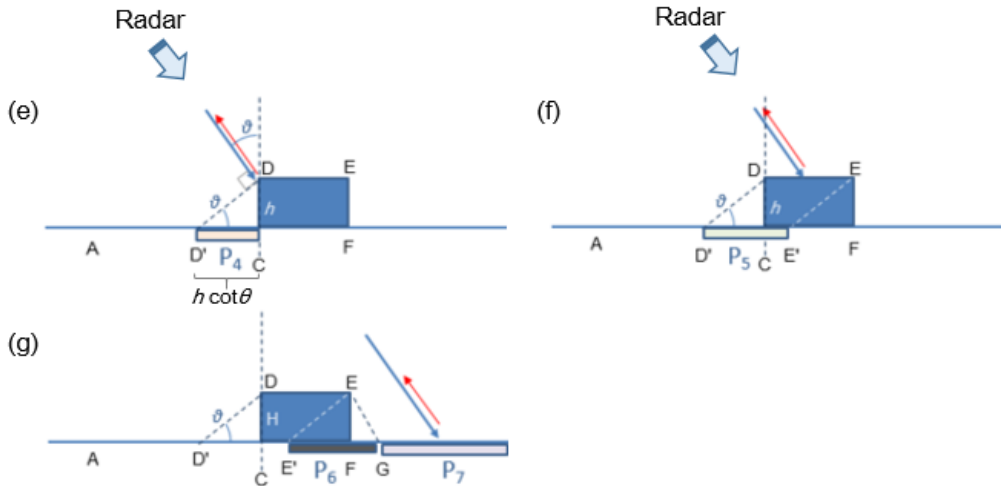 Radar
Radar
(e)
(f)
ϑ
D
E
D
E
ϑ
h
ϑ
h
A
D'
P₄
C
F
A
D'
P₅
C
E'
F
h cotθ
(g)
D
E
ϑ
H
A
D'
C
E'
P₆
F
G
P₇